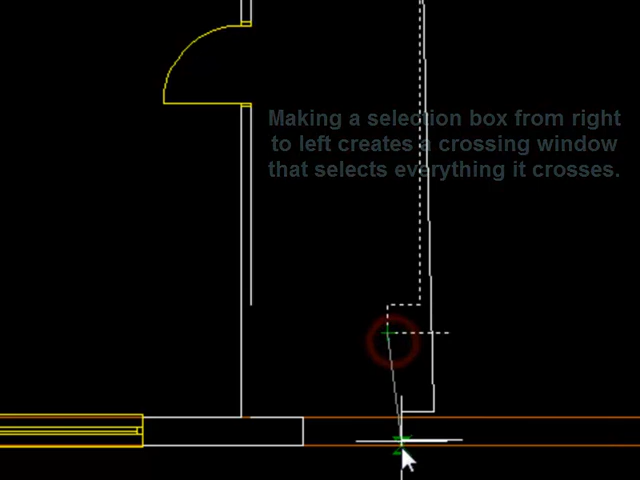 Making a selection box from right
to left creates a crossing window
that selects everything it crosses.